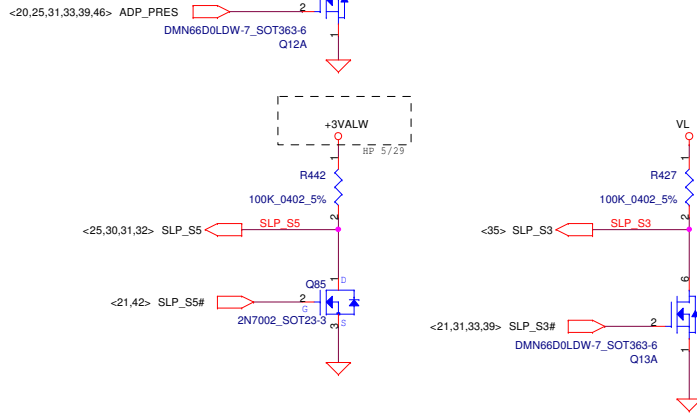 <20,25,31,33,39,46> ADP_PRES
2
DMN66D0LDW-7_SOT363-6
1
Q12A
+3VALW
VL
HP 5/29
1
1
R442
R427
100K_0402_5%
100K_0402_5%
2
2
<25,30,31,32> SLP_S5
SLP_S5
<35> SLP_S3
SLP_S3
1
D
6
Q85
<21,42> SLP_S5#
2
G
2N7002_SOT23-3
3
S
<21,31,33,39> SLP_S3#
2
DMN66D0LDW-7_SOT363-6
1
Q13A